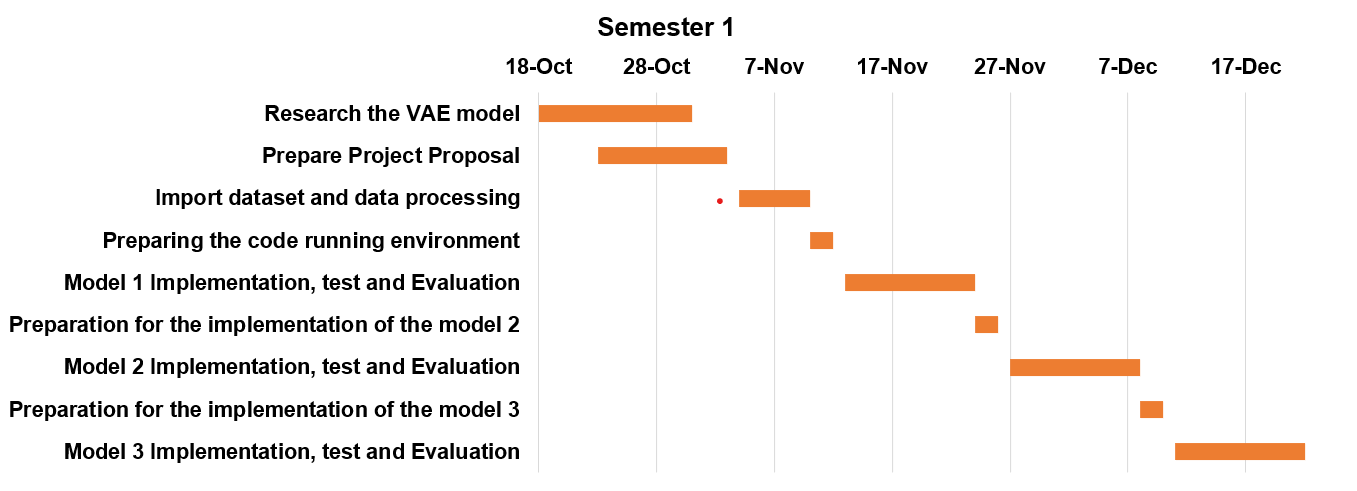 Semester 1
18-Oct 28-Oct 7-Nov 17-Nov 27-Nov 7-Dec 17-Dec
Research the VAE model
Prepare Project Proposal
Import dataset and data processing
Preparing the code running environment
Model 1 Implementation, test and Evaluation
Preparation for the implementation of the model 2
Model 2 Implementation, test and Evaluation
Preparation for the implementation of the model 3
Model 3 Implementation, test and Evaluation